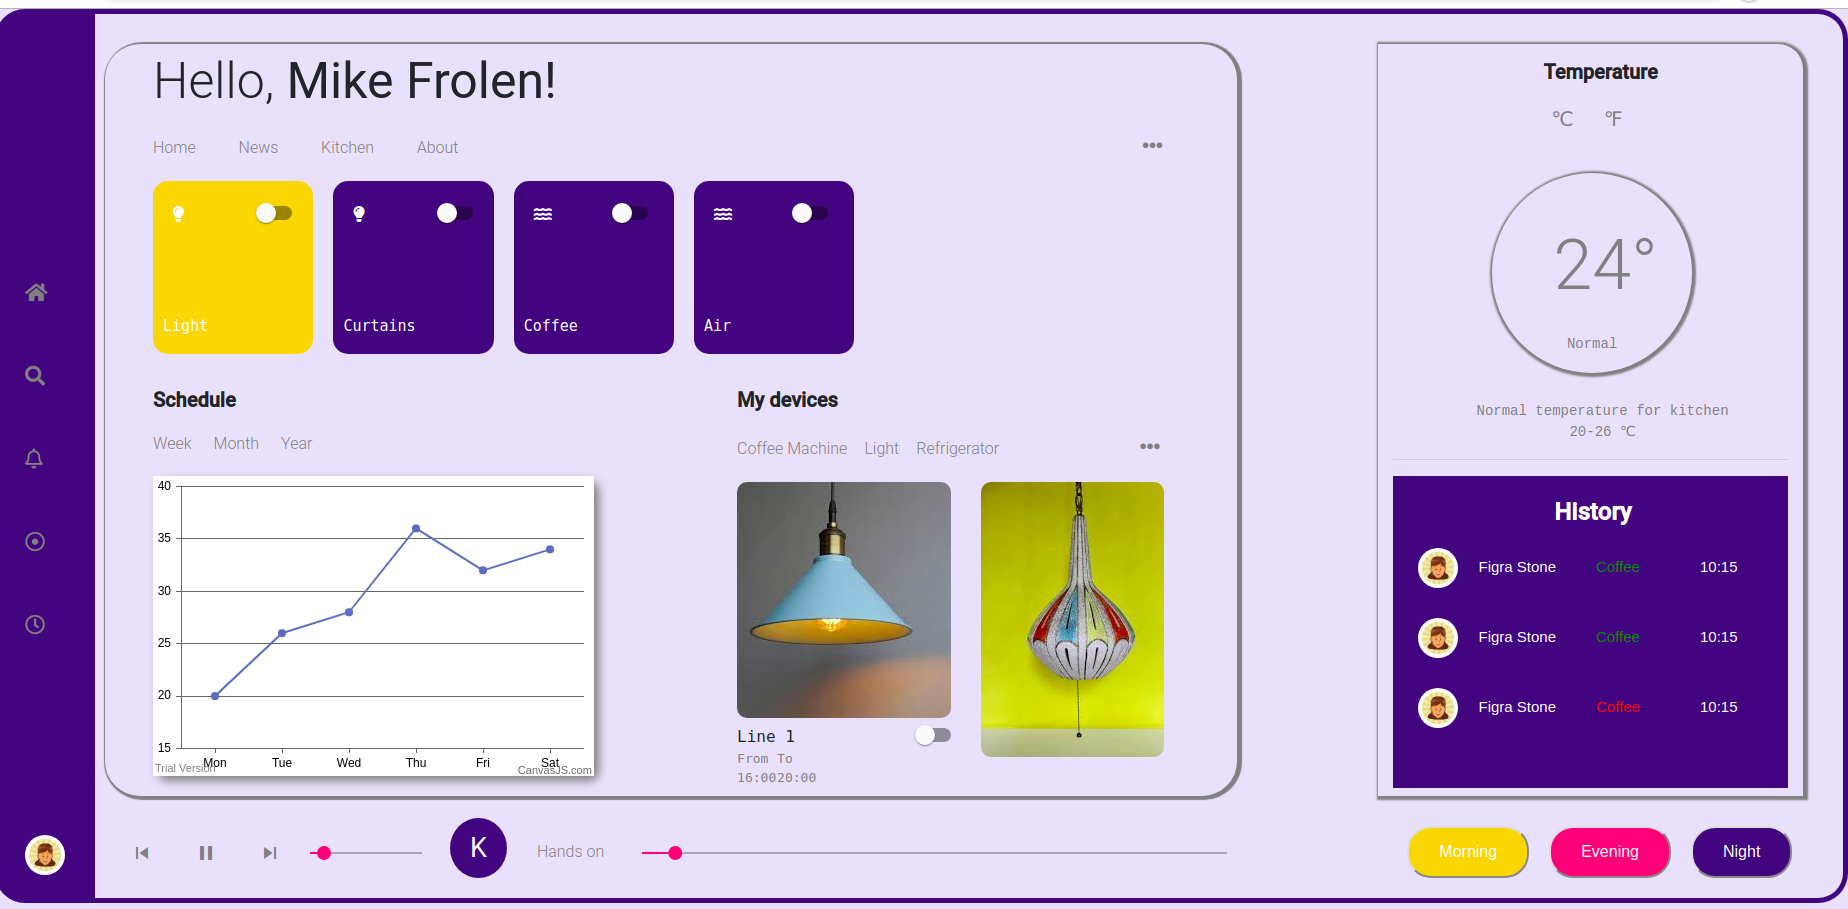 Hello, Mike Frolen!
Home News Kitchen About
Light
Curtains
Coffee
Air
Schedule
Week Month Year
40
35
30
25
20
15
Mon Tue Wed Thu Fri Sat
Trial Version
CanvasJS.com
My devices
Coffee Machine Light Refrigerator
Line 1
From To
16:0020:00
Temperature
℃ ℉
24°
Normal
Normal temperature for kitchen
20-26 ℃
History
Figra Stone Coffee 10:15
Figra Stone Coffee 10:15
Figra Stone Coffee 10:15
K
Hands on
Morning
Evening
Night